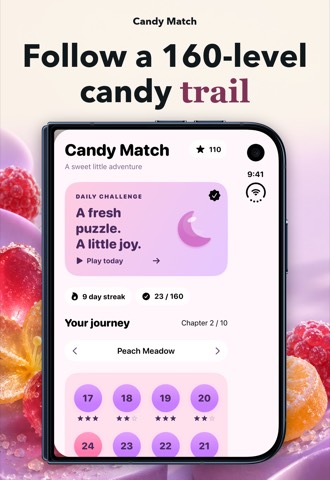 Candy Match
Follow a 160-level
candy trail
Candy Match
★ 110
A sweet little adventure
9:41
DAILY CHALLENGE
A fresh
puzzle.
A little joy.
Play today →
9 day streak
23 / 160
Your journey
Chapter 2 / 10
Peach Meadow
17 18 19 20
★★★ ★★☆ ★★★ ★★☆
24 23 22 21